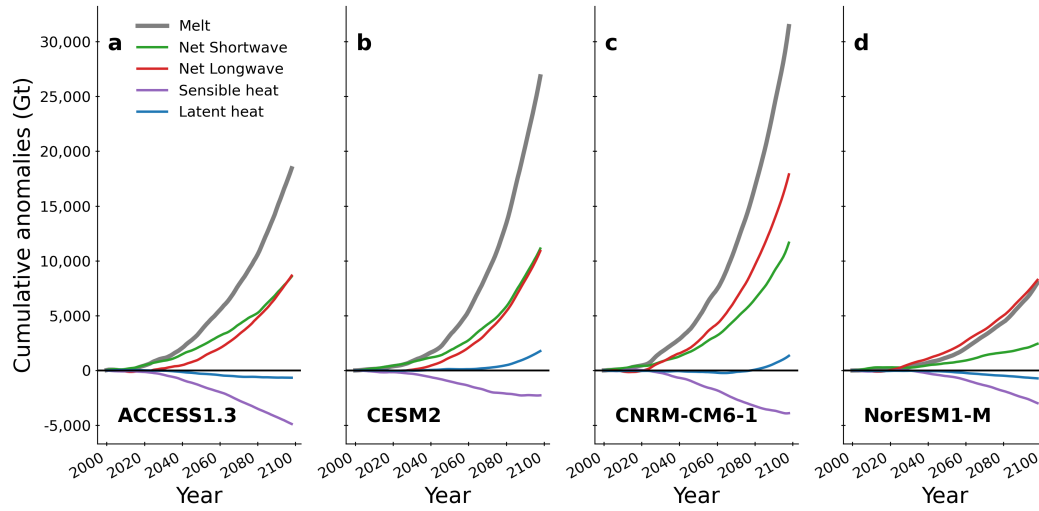 a
Melt
Net Shortwave
Net Longwave
Sensible heat
Latent heat
b
c
d
Cumulative anomalies (Gt)
30,000
25,000
20,000
15,000
10,000
5,000
0
-5,000
ACCESS1.3
CESM2
CNRM-CM6-1
NorESM1-M
2000 2020 2040 2060 2080 2100
2000 2020 2040 2060 2080 2100
2000 2020 2040 2060 2080 2100
2000 2020 2040 2060 2080 2100
Year
Year
Year
Year